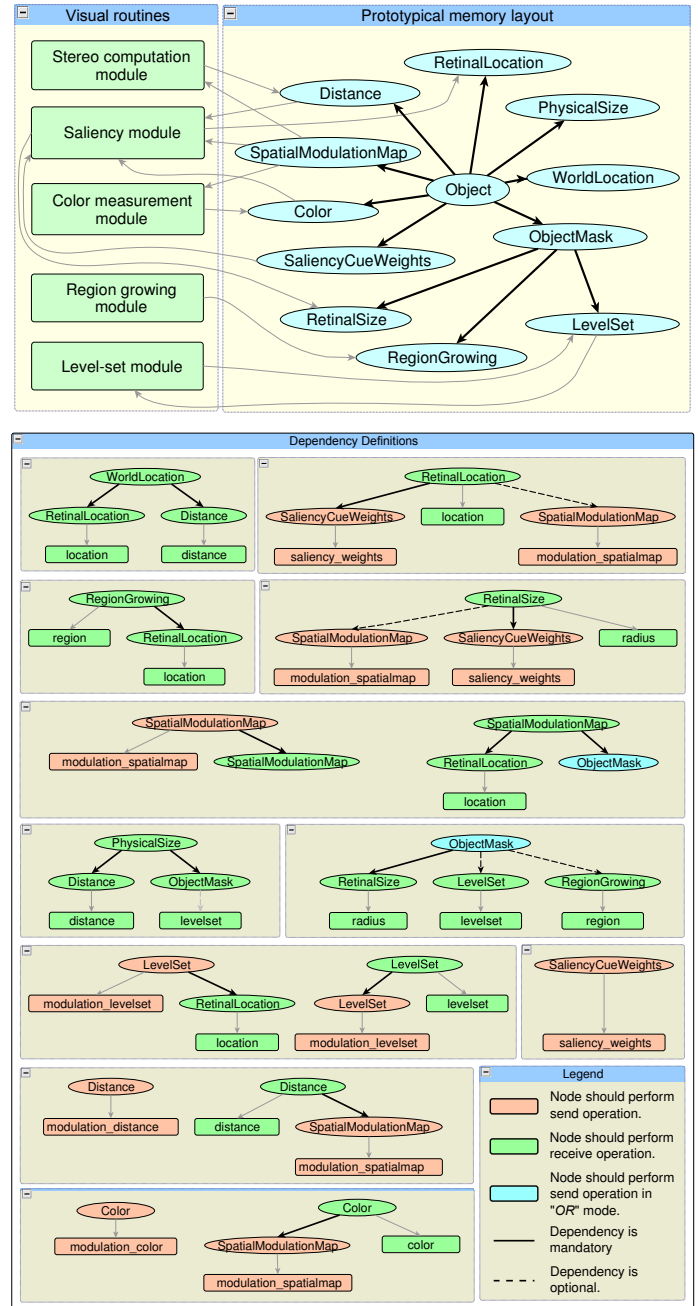 Visual routines
Prototypical memory layout
Stereo computation
module
Saliency module
Color measurement
module
Region growing
module
Level-set module
RetinalLocation
Distance
PhysicalSize
SpatialModulationMap
WorldLocation
Object
Color
ObjectMask
SaliencyCueWeights
RetinalSize
LevelSet
RegionGrowing
Dependency Definitions
WorldLocation
RetinalLocation
Distance
location
distance
RetinalLocation
SaliencyCueWeights
location
SpatialModulationMap
saliency_weights
modulation_spatialmap
RegionGrowing
region
RetinalLocation
location
RetinalSize
SpatialModulationMap
SaliencyCueWeights
radius
modulation_spatialmap
saliency_weights
SpatialModulationMap
modulation_spatialmap
SpatialModulationMap
SpatialModulationMap
RetinalLocation
ObjectMask
location
PhysicalSize
Distance
ObjectMask
distance
levelset
ObjectMask
RetinalSize
LevelSet
RegionGrowing
radius
levelset
region
LevelSet
modulation_levelset
RetinalLocation
location
LevelSet
LevelSet
levelset
modulation_levelset
SaliencyCueWeights
saliency_weights
Distance
modulation_distance
Distance
distance
SpatialModulationMap
modulation_spatialmap
Color
modulation_color
Color
SpatialModulationMap
color
modulation_spatialmap
Legend
Node should perform
send operation.
Node should perform
receive operation.
Node should perform
send operation in
"OR" mode.
Dependency is
mandatory
Dependency is
optional.